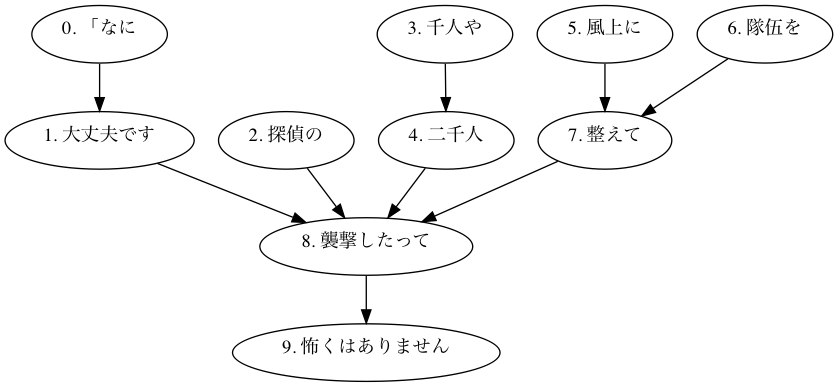 0. 「なに
3. 千人や
5. 風上に
6. 隊伍を
1. 大丈夫です
2. 探偵の
4. 二千人
7. 整えて
8. 襲撃したって
9. 怖くはありません